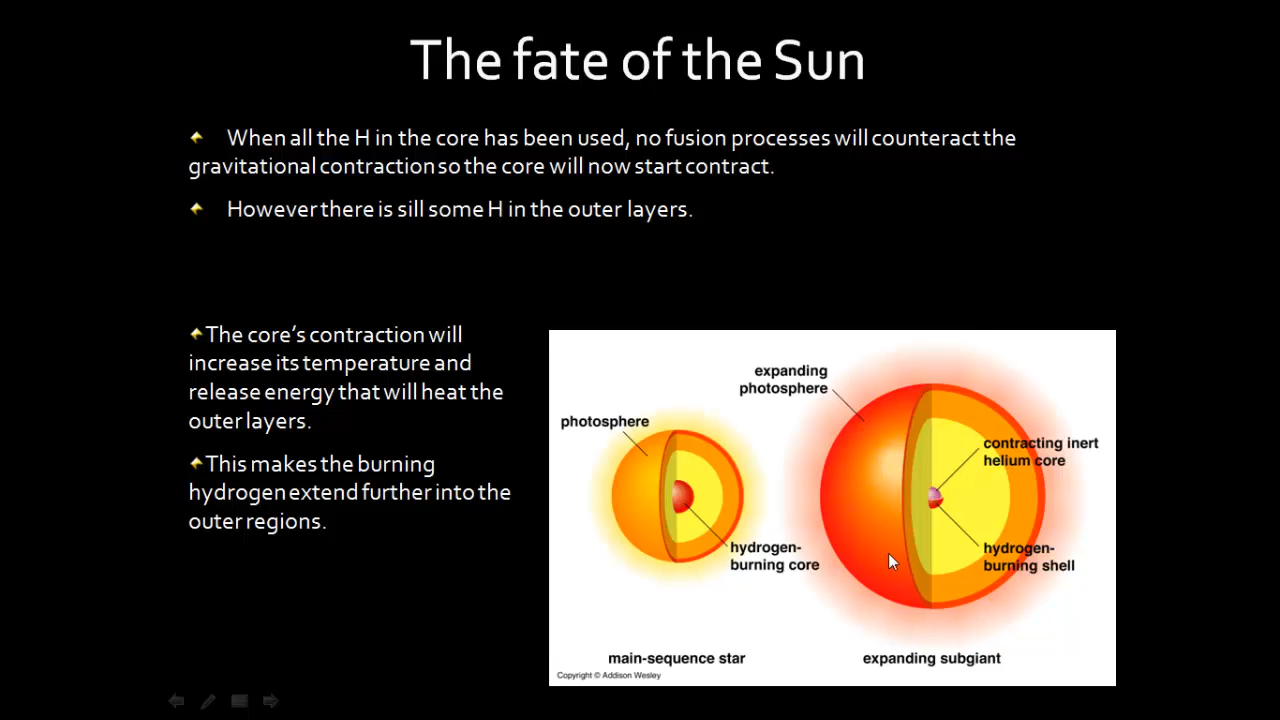 The fate of the Sun
When all the H in the core has been used, no fusion processes will counteract the
gravitational contraction so the core will now start contract.
However there is sill some H in the outer layers.
The core's contraction will
increase its temperature and
release energy that will heat the
outer layers.
This makes the burning
hydrogen extend further into the
outer regions.
photosphere
hydrogen-
burning core
main-sequence star
expanding
photosphere
contracting inert
helium core
hydrogen-
burning shell
expanding subgiant
Copyright © Addison Wesley